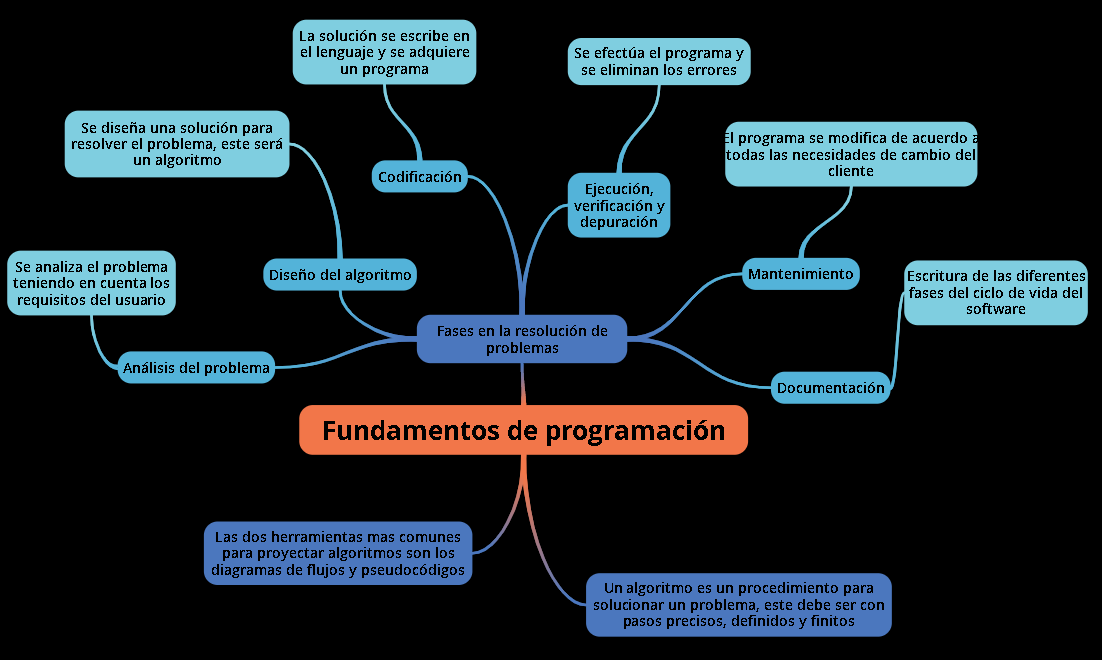 La solución se escribe en
el lenguaje y se adquiere
un programa
Se efectúa el programa y
se eliminan los errores
Se diseña una solución para
resolver el problema, este será
un algoritmo
El programa se modifica de acuerdo a
todas las necesidades de cambio del
cliente
Codificación
Ejecución,
verificación y
depuración
Se analiza el problema
teniendo en cuenta los
requisitos del usuario
Diseño del algoritmo
Mantenimiento
Escritura de las diferentes
fases del ciclo de vida del
software
Fases en la resolución de
problemas
Análisis del problema
Documentación
Fundamentos de programación
Las dos herramientas mas comunes
para proyectar algoritmos son los
diagramas de flujos y pseudocódigos
Un algoritmo es un procedimiento para
solucionar un problema, este debe ser con
pasos precisos, definidos y finitos